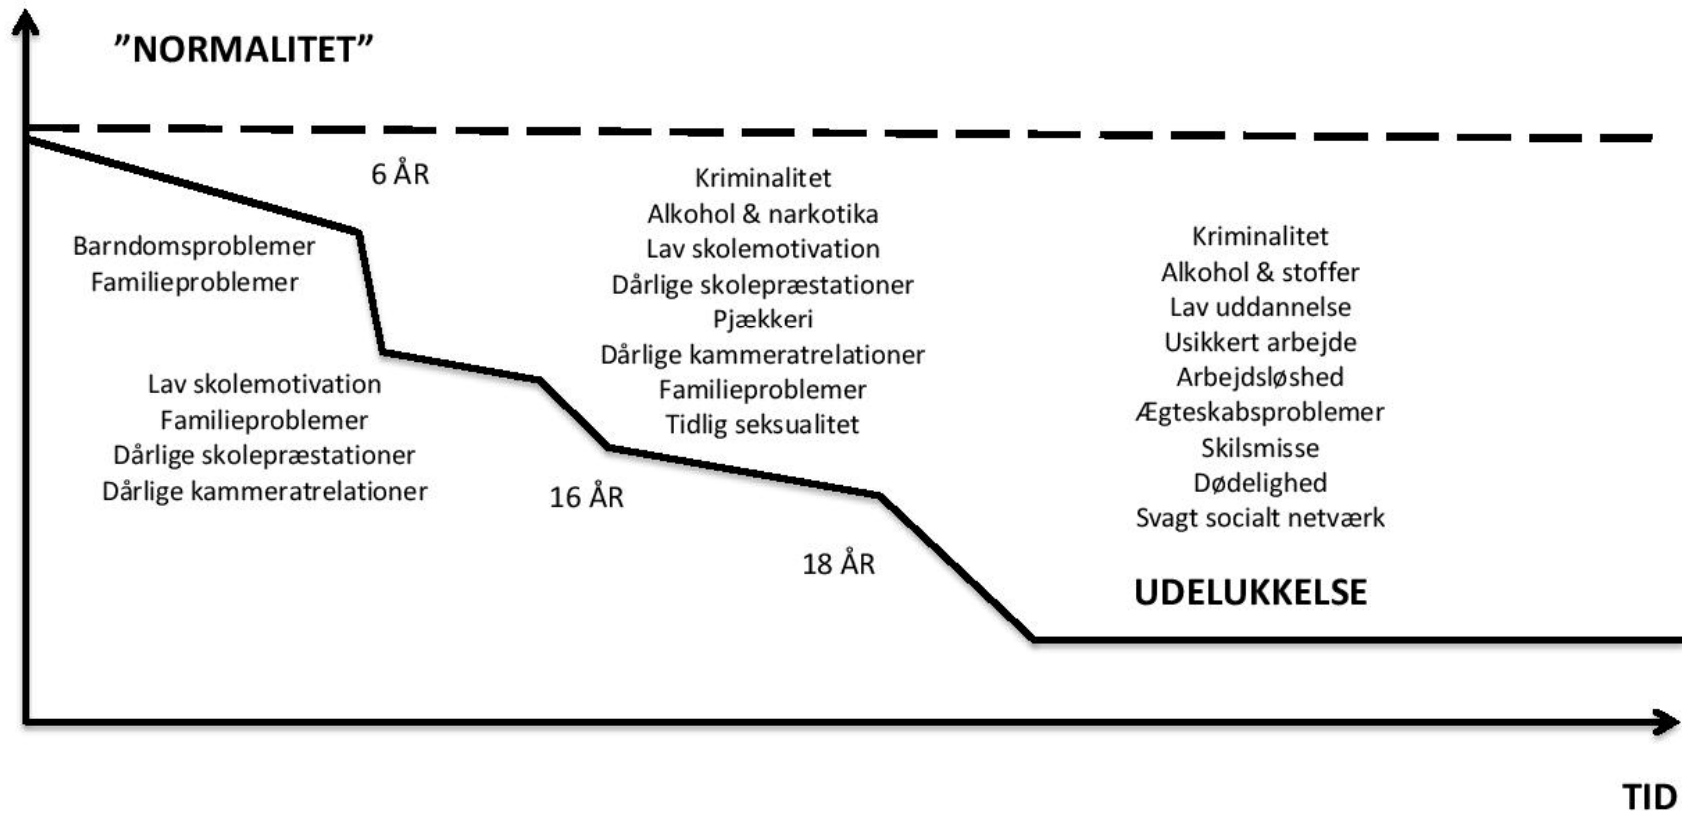 ”NORMALITET”
6 ÅR
Barndomsproblemer
Familieproblemer
Lav skolemotivation
Familieproblemer
Dårlige skolepræstationer
Dårlige kammeratrelationer
Kriminalitet
Alkohol & narkotika
Lav skolemotivation
Dårlige skolepræstationer
Pjækkeri
Dårlige kammeratrelationer
Familieproblemer
Tidlig seksualitet
16 ÅR
18 ÅR
Kriminalitet
Alkohol & stoffer
Lav uddannelse
Usikkert arbejde
Arbejdsløshed
Ægteskabsproblemer
Skilsmisse
Dødelighed
Svagt socialt netværk
UDELUKKELSE
TID